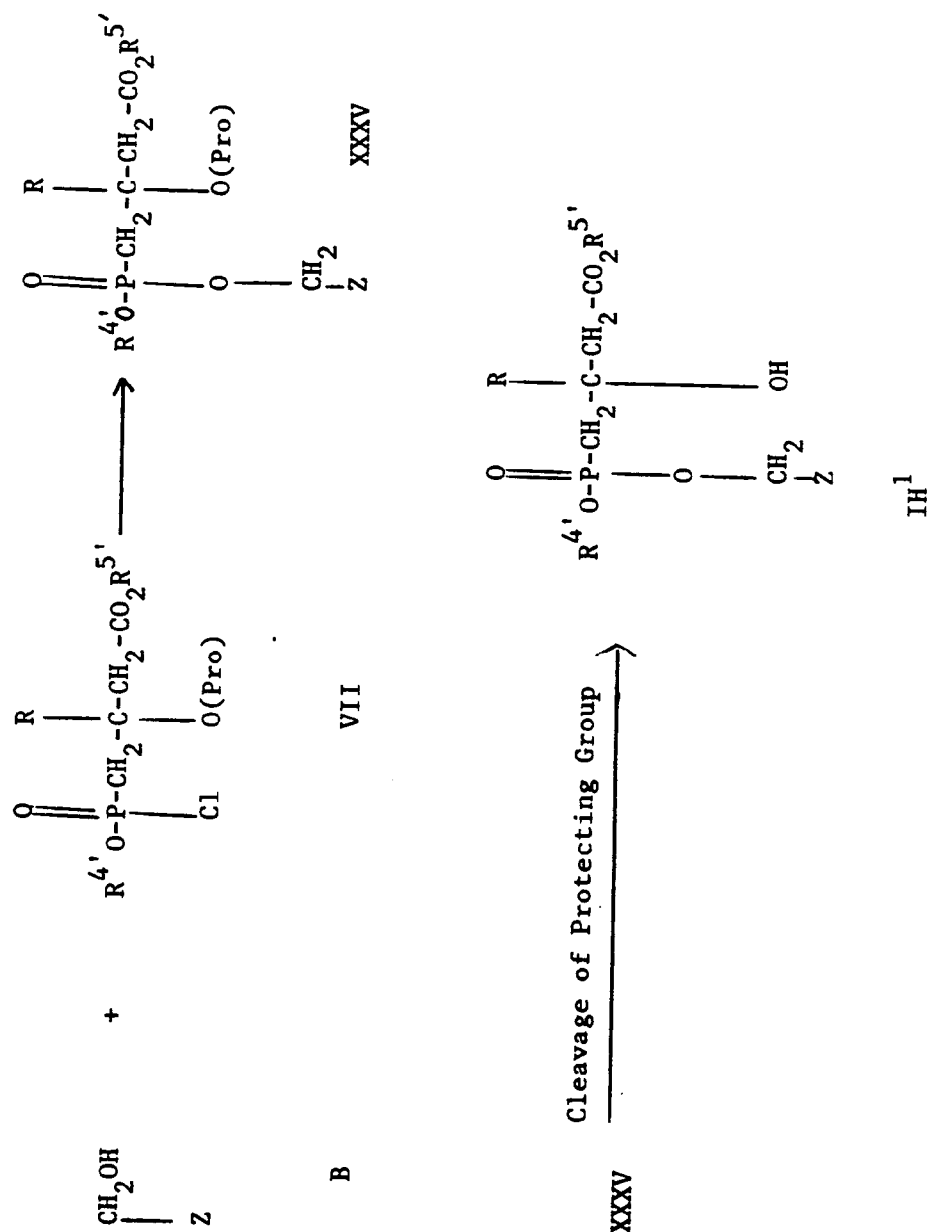 CH2OH
Z
B
+
O
R4'O-P-CH2-C-CH2-CO2R5'
R
Cl
O(Pro)
VII
O
R4'O-P-CH2-C-CH2-CO2R5'
R
O
O(Pro)
CH2
Z
XXXV
XXXV
Cleavage of Protecting Group
O
R4'O-P-CH2-C-CH2-CO2R5'
R
O
OH
CH2
Z
IH1